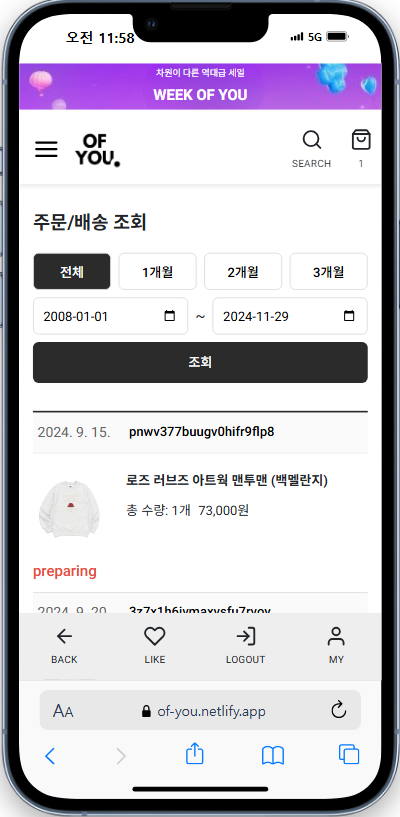 오전 11:58
5G
차원이 다른 역대급 세일
WEEK OF YOU
OF
YOU.
SEARCH
1
주문/배송 조회
전체 1개월 2개월 3개월
2008-01-01 ~ 2024-11-29
조회
2024. 9. 15. pnwv377buugv0hifr9flp8
로즈 러브즈 아트웍 맨투맨 (백멜란지)
총 수량: 1개 73,000원
preparing
2024. 9. 20.
BACK LIKE LOGOUT MY
AA of-you.netlify.app